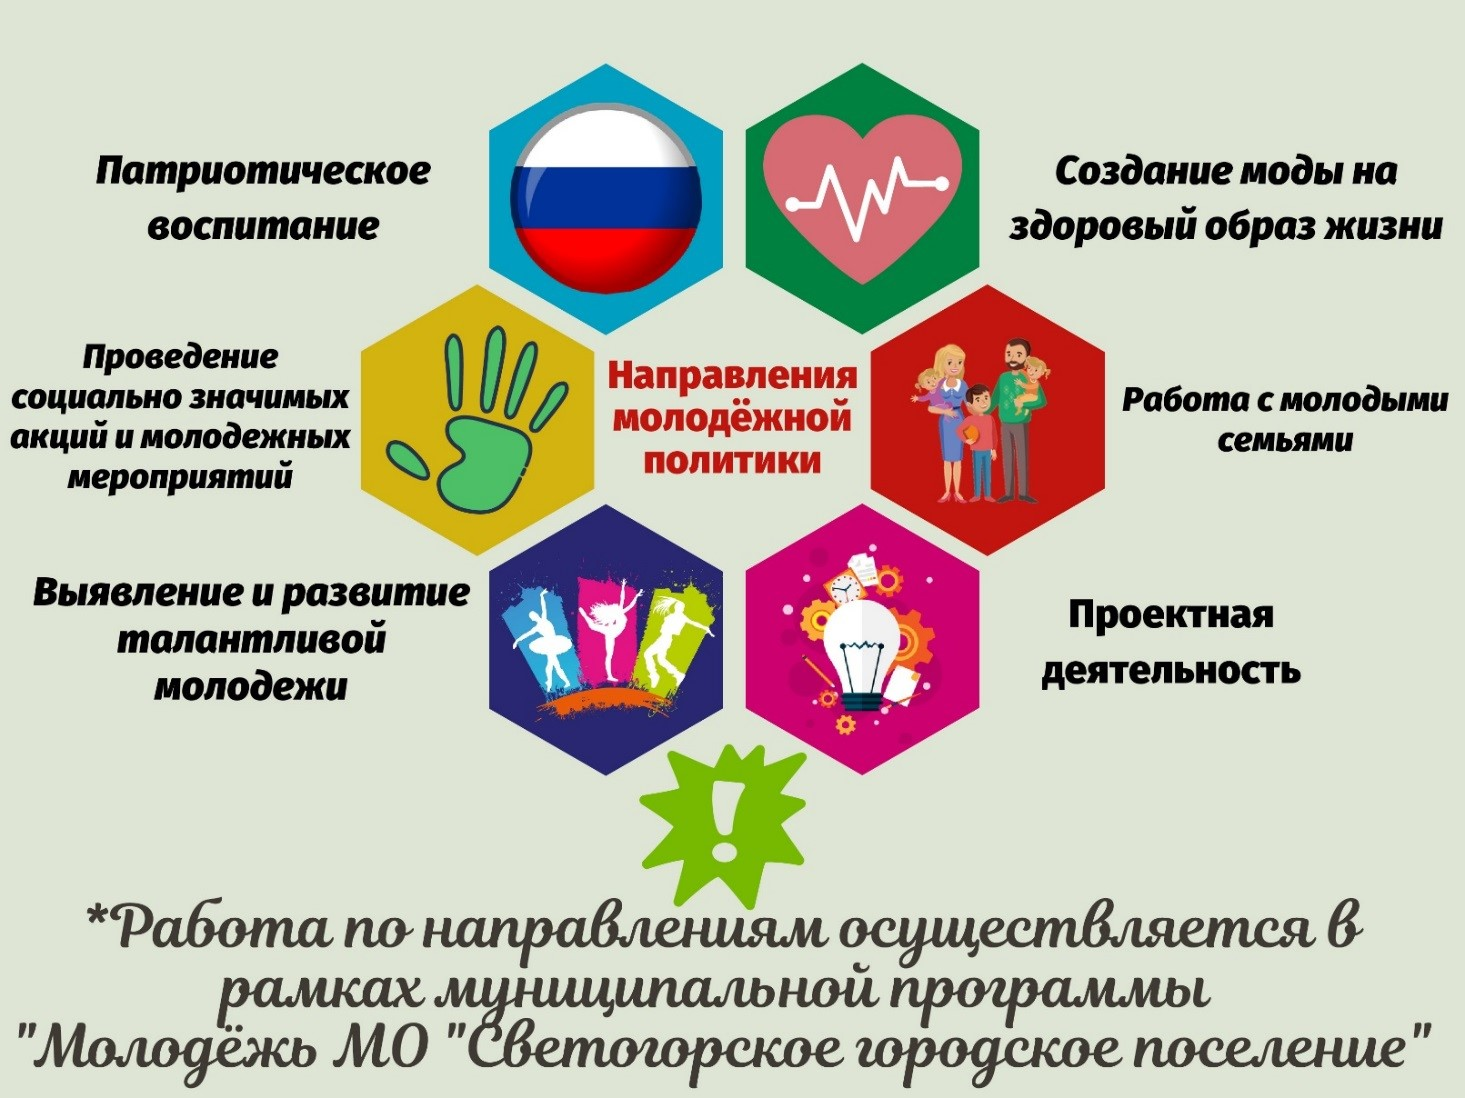 Патриотическое
воспитание
Создание моды на
здоровый образ жизни
Проведение
социально значимых
акций и молодежных
мероприятий
Направления
молодёжной
политики
Работа с молодыми
семьями
Выявление и развитие
талантливой
молодежи
Проектная
деятельность
!
*Работа по направлениям осуществляется в
рамках муниципальной программы
"Молодёжь МО "Светогорское городское поселение"